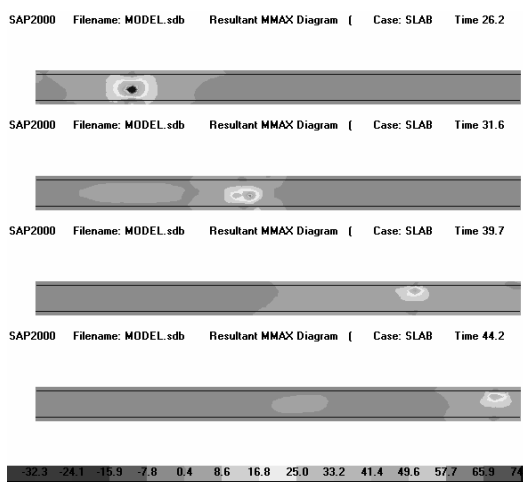 SAP2000 Filename: MODEL.sdb Resultant MMAX Diagram ( Case: SLAB Time 26.2
SAP2000 Filename: MODEL.sdb Resultant MMAX Diagram ( Case: SLAB Time 31.6
SAP2000 Filename: MODEL.sdb Resultant MMAX Diagram ( Case: SLAB Time 39.7
SAP2000 Filename: MODEL.sdb Resultant MMAX Diagram ( Case: SLAB Time 44.2
-32.3 -24.1 -15.9 -7.8 0.4 8.6 16.8 25.0 33.2 41.4 49.6 57.7 65.9 74